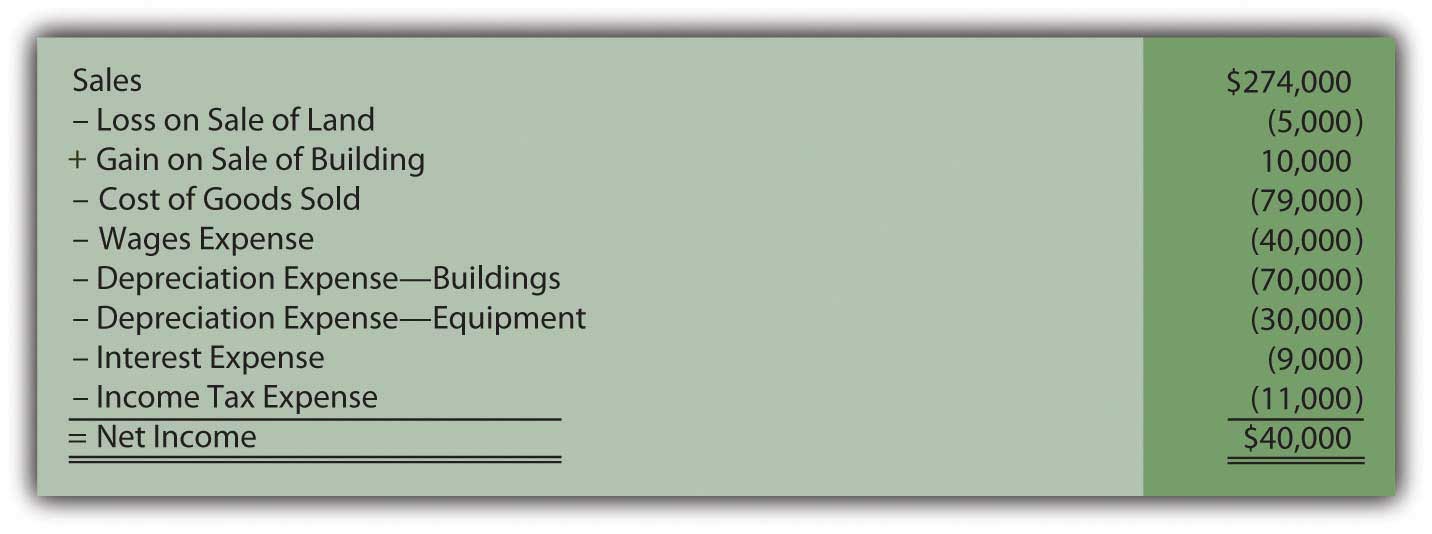 Sales $274,000
– Loss on Sale of Land (5,000)
+ Gain on Sale of Building 10,000
– Cost of Goods Sold (79,000)
– Wages Expense (40,000)
– Depreciation Expense—Buildings (70,000)
– Depreciation Expense—Equipment (30,000)
– Interest Expense (9,000)
– Income Tax Expense (11,000)
= Net Income $40,000